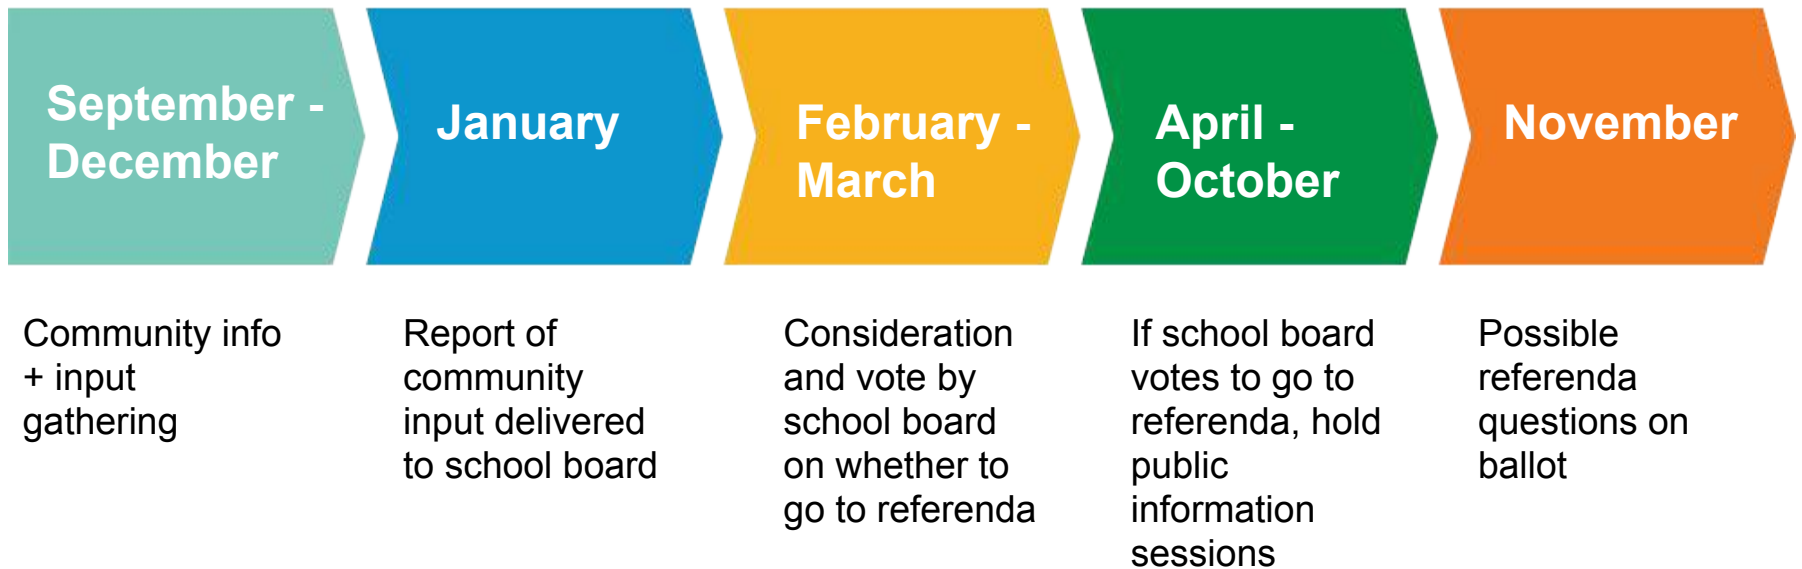 September -
December
January
February -
March
April -
October
November
Community info
+ input
gathering
Report of
community
input delivered
to school board
Consideration
and vote by
school board
on whether to
go to referenda
If school board
votes to go to
referenda, hold
public
information
sessions
Possible
referenda
questions on
ballot